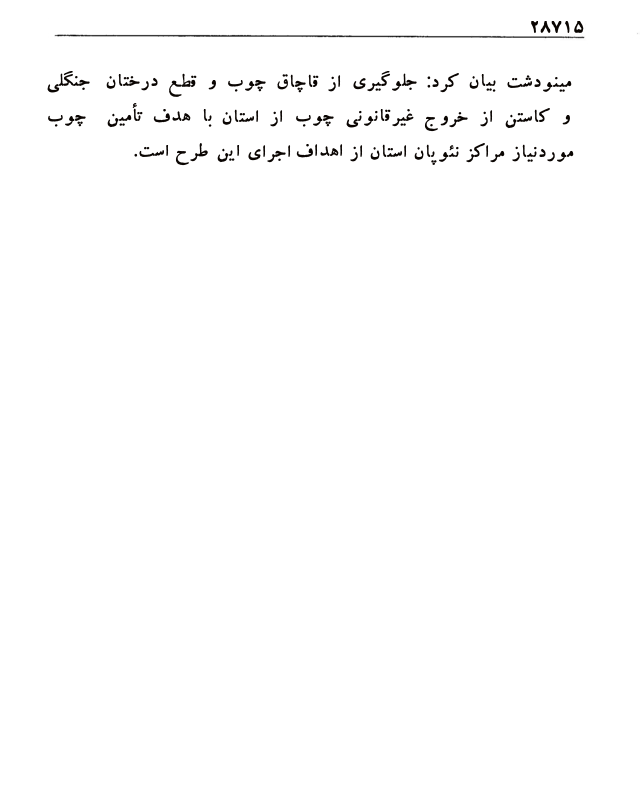 ۲۸۷۱۵
مینودشت بیان کرد: جلوگیری از قاچاق چوب و قطع درختان جنگلی
و کاستن از خروج غیرقانونی چوب از استان با هدف تأمین چوب
موردنیاز مراکز نئوپان استان از اهداف اجرای این طرح است.